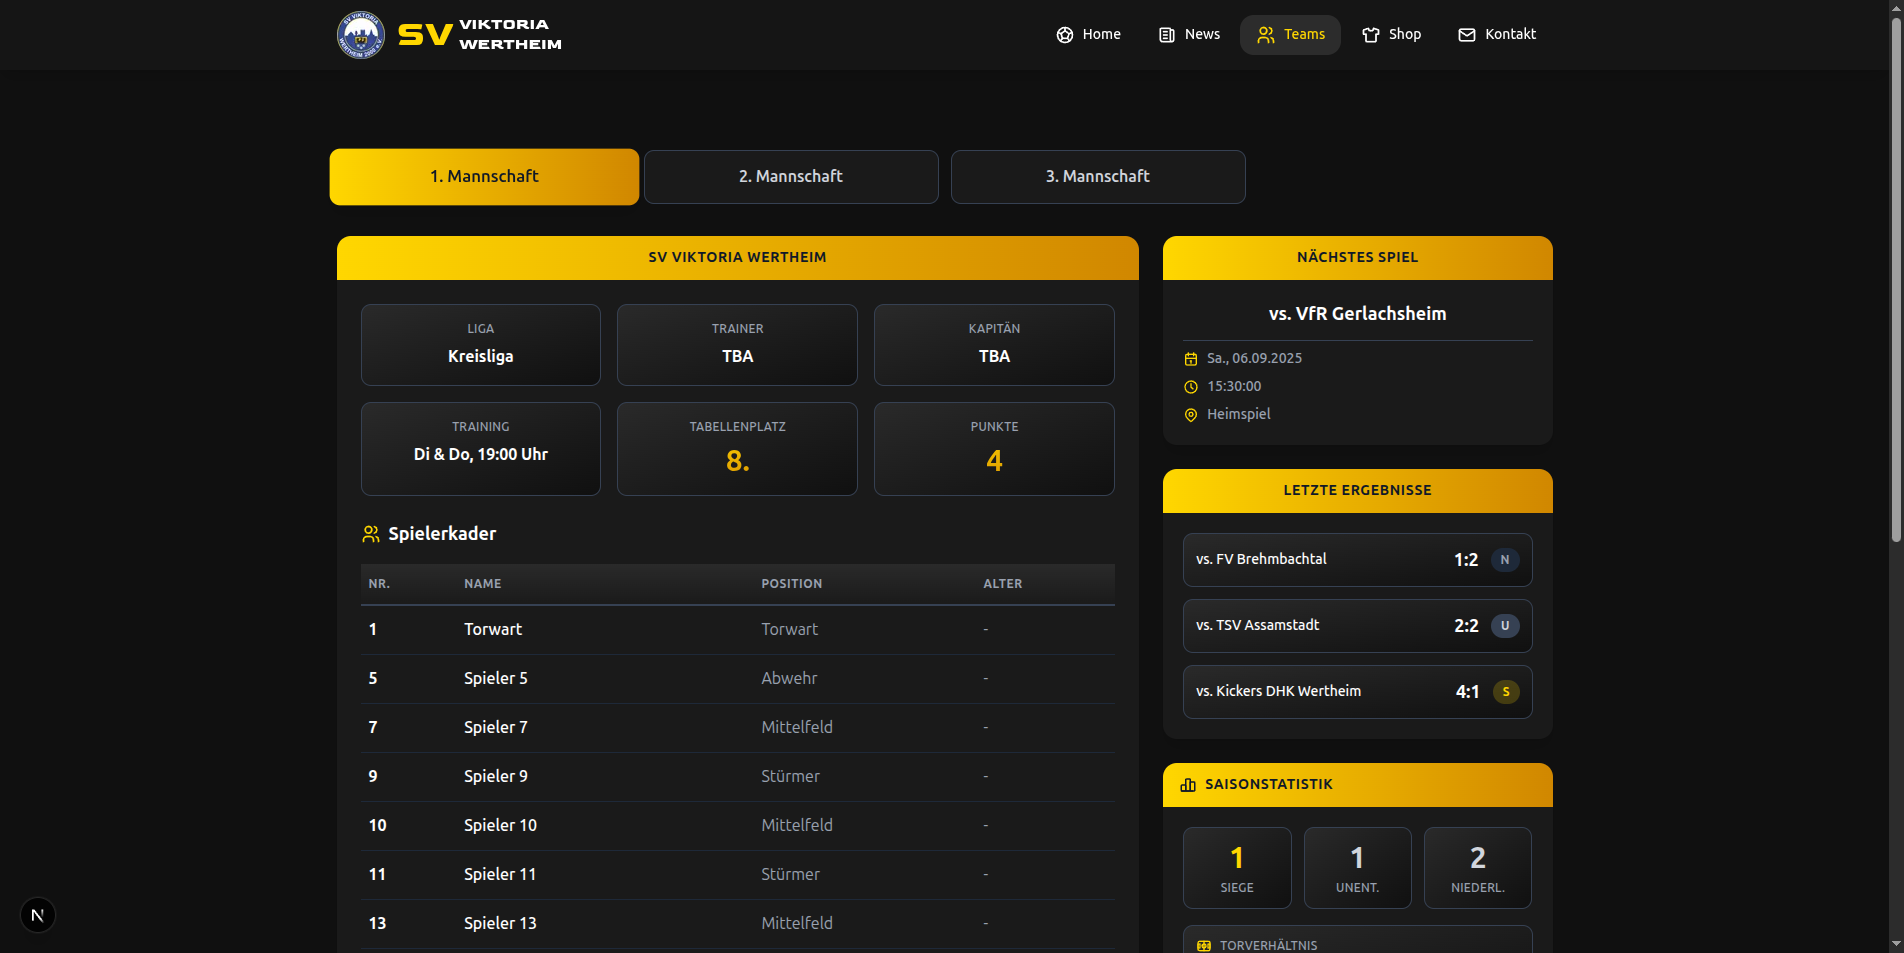 SV VIKTORIA
WERTHEIM 2000 e.V.
SV VIKTORIA
WERTHEIM
Home
News
Teams
Shop
Kontakt
1. Mannschaft
2. Mannschaft
3. Mannschaft
SV VIKTORIA WERTHEIM
LIGA
Kreisliga
TRAINER
TBA
KAPITÄN
TBA
TRAINING
Di & Do, 19:00 Uhr
TABELLENPLATZ
8.
PUNKTE
4
Spielerkader
NR. NAME POSITION ALTER
1 Torwart Torwart -
5 Spieler 5 Abwehr -
7 Spieler 7 Mittelfeld -
9 Spieler 9 Stürmer -
10 Spieler 10 Mittelfeld -
11 Spieler 11 Stürmer -
13 Spieler 13 Mittelfeld -
NÄCHSTES SPIEL
vs. VfR Gerlachsheim
Sa., 06.09.2025
15:30:00
Heimspiel
LETZTE ERGEBNISSE
vs. FV Brehmbachtal 1:2 N
vs. TSV Assamstadt 2:2 U
vs. Kickers DHK Wertheim 4:1 S
SAISONSTATISTIK
1
SIEGE
1
UNENT.
2
NIEDERL.
TORVERHÄLTNIS
N